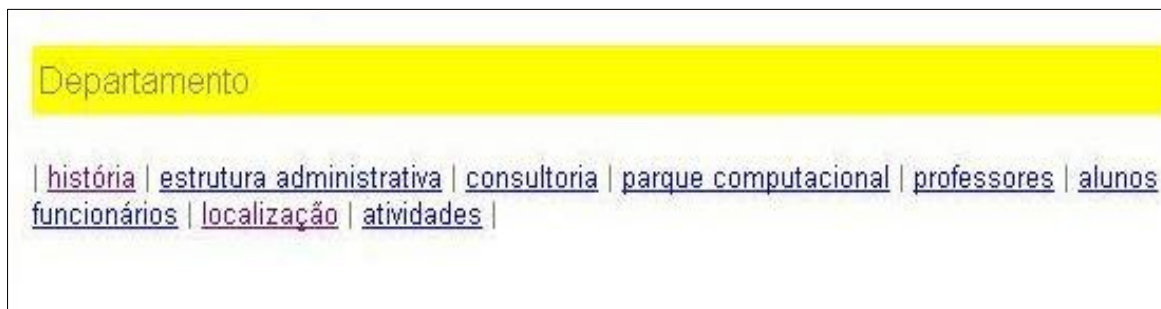 Departamento
| história | estrutura administrativa | consultoria | parque computacional | professores | alunos
funcionários | localização | atividades |